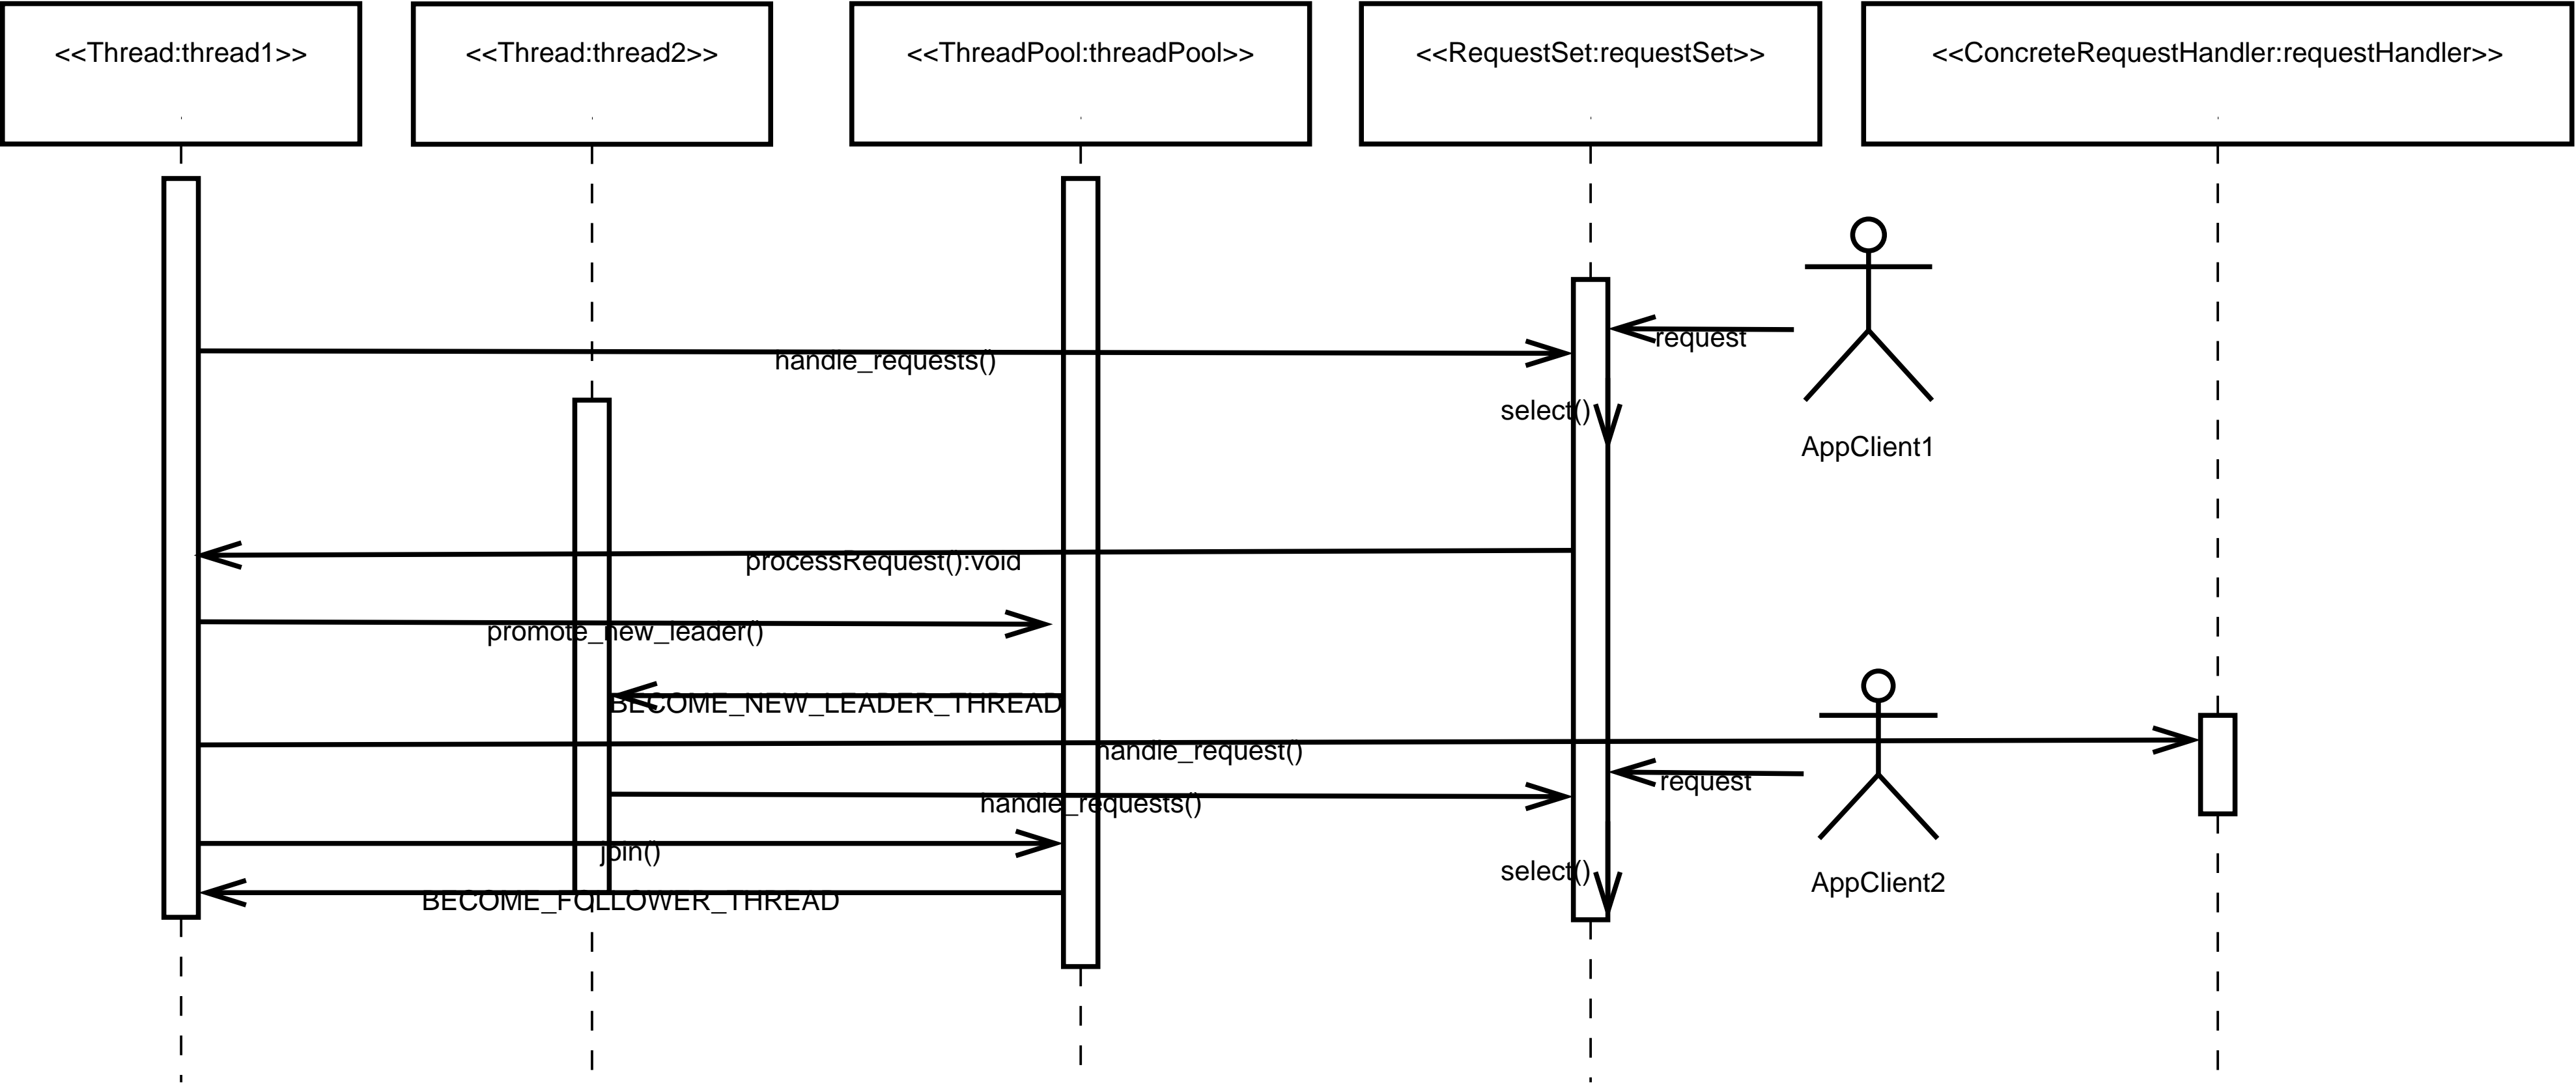 <<Thread:thread1>>
<<Thread:thread2>>
<<ThreadPool:threadPool>>
<<RequestSet:requestSet>>
<<ConcreteRequestHandler:requestHandler>>
request
handle_requests()
select()
AppClient1
processRequest():void
promote_new_leader()
BECOME_NEW_LEADER_THREAD
handle_request()
request
handle_requests()
join()
select()
AppClient2
BECOME_FOLLOWER_THREAD